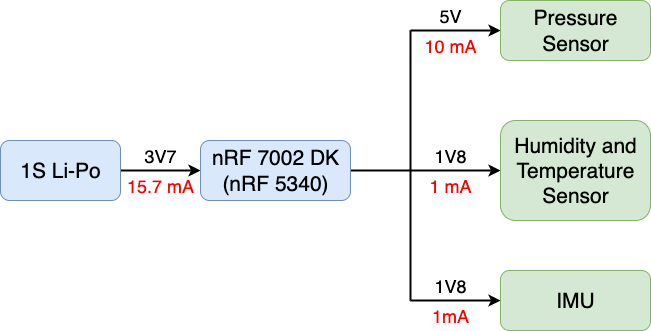 5V
10 mA
Pressure
Sensor
1S Li-Po
3V7
15.7 mA
nRF 7002 DK
(nRF 5340)
1V8
1 mA
Humidity and
Temperature
Sensor
1V8
1mA
IMU